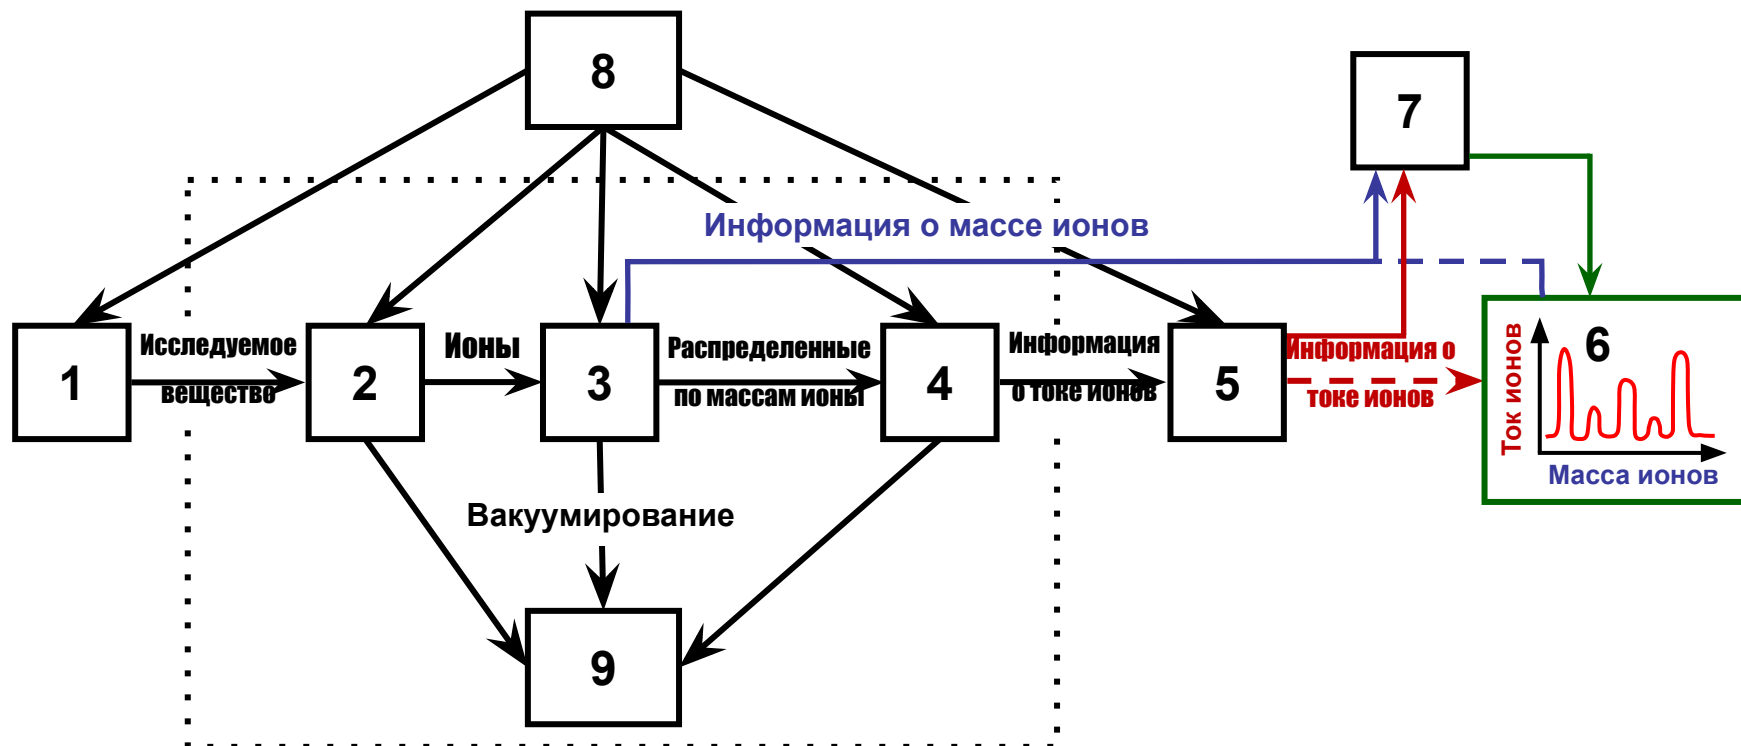 8
7
Информация о массе ионов
1
Исследуемое
вещество
2
Ионы
3
Распределенные
по массам ионы
4
Информация
о токе ионов
5
Информация о
токе ионов
6
Ток ионов
Масса ионов
Вакуумирование
9